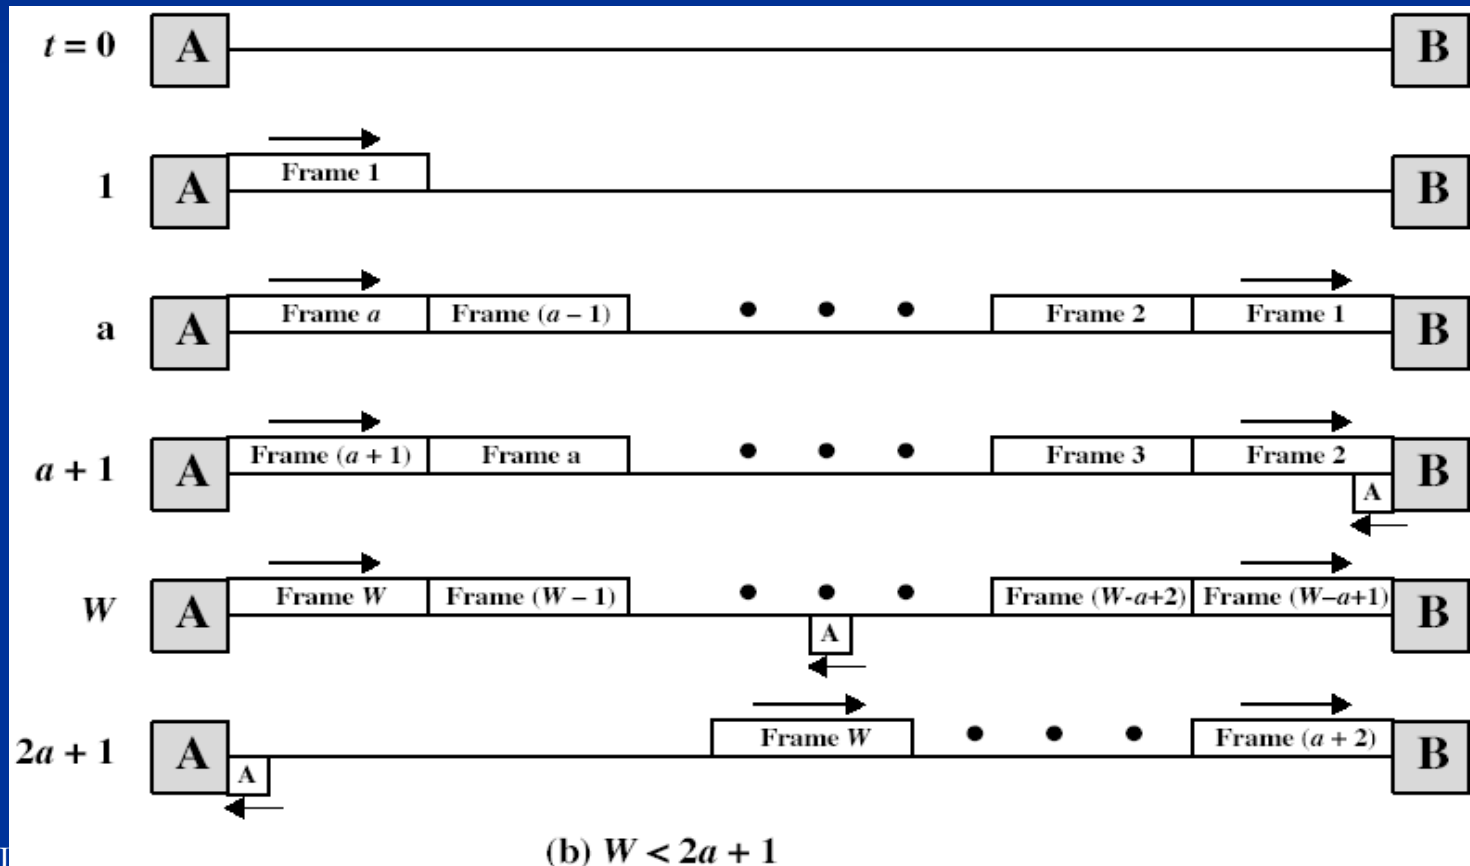 t = 0 A B
1 A Frame 1 B
a A Frame a Frame (a – 1) • • • Frame 2 Frame 1 B
a + 1 A Frame (a + 1) Frame a • • • Frame 3 Frame 2 B
A
W A Frame W Frame (W – 1) • • • Frame (W-a+2) Frame (W–a+1) B
A
2a + 1 A Frame W • • • Frame (a + 2) B
A
(b) W < 2a + 1